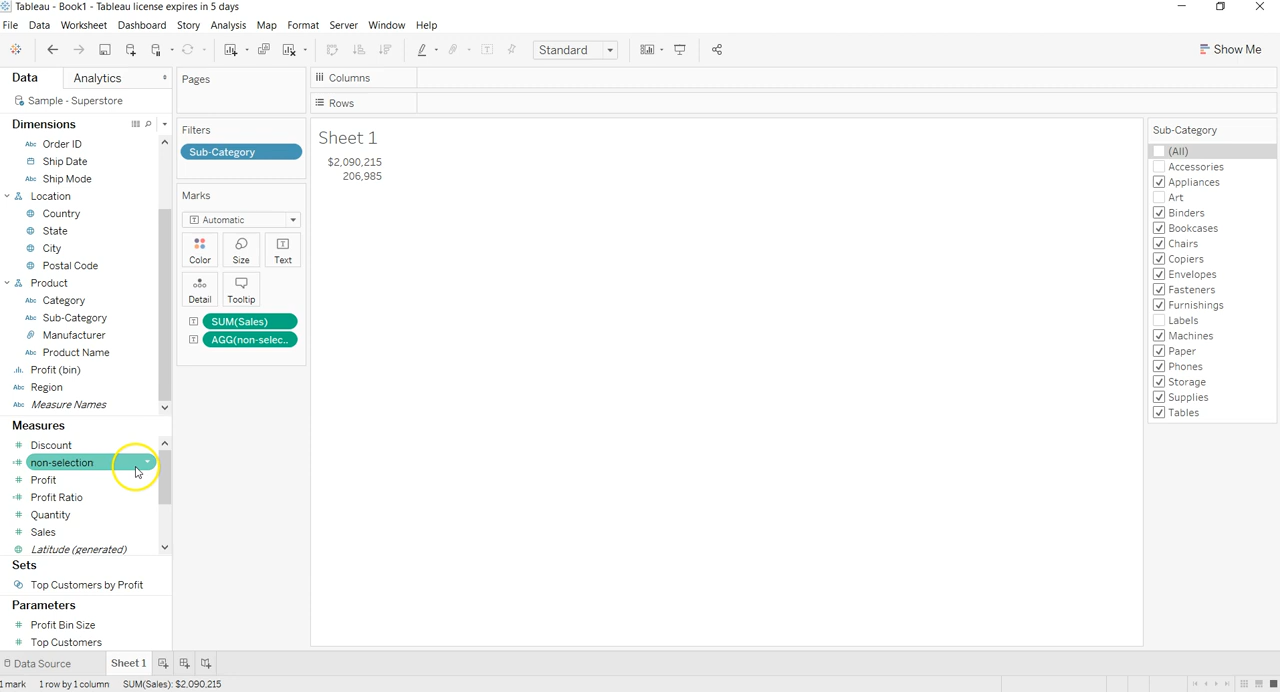 Tableau - Book1 - Tableau license expires in 5 days
File Data Worksheet Dashboard Story Analysis Map Format Server Window Help
Standard
Show Me
Data Analytics
Sample - Superstore
Dimensions
Abc Order ID
Ship Date
Abc Ship Mode
Location
Country
State
City
Postal Code
Product
Abc Category
Abc Sub-Category
Manufacturer
Abc Product Name
Profit (bin)
Abc Region
Abc Measure Names
Measures
# Discount
=# non-selection
# Profit
=# Profit Ratio
# Quantity
# Sales
Latitude (generated)
Sets
Top Customers by Profit
Parameters
# Profit Bin Size
# Top Customers
Pages
Filters
Sub-Category
Marks
T Automatic
Color Size Text
Detail Tooltip
T SUM(Sales)
T AGG(non-selec..
Columns
Rows
Sheet 1
$2,090,215
206,985
Sub-Category
(All)
Accessories
Appliances
Art
Binders
Bookcases
Chairs
Copiers
Envelopes
Fasteners
Furnishings
Labels
Machines
Paper
Phones
Storage
Supplies
Tables
Data Source Sheet 1
1 mark 1 row by 1 column SUM(Sales): $2,090,215